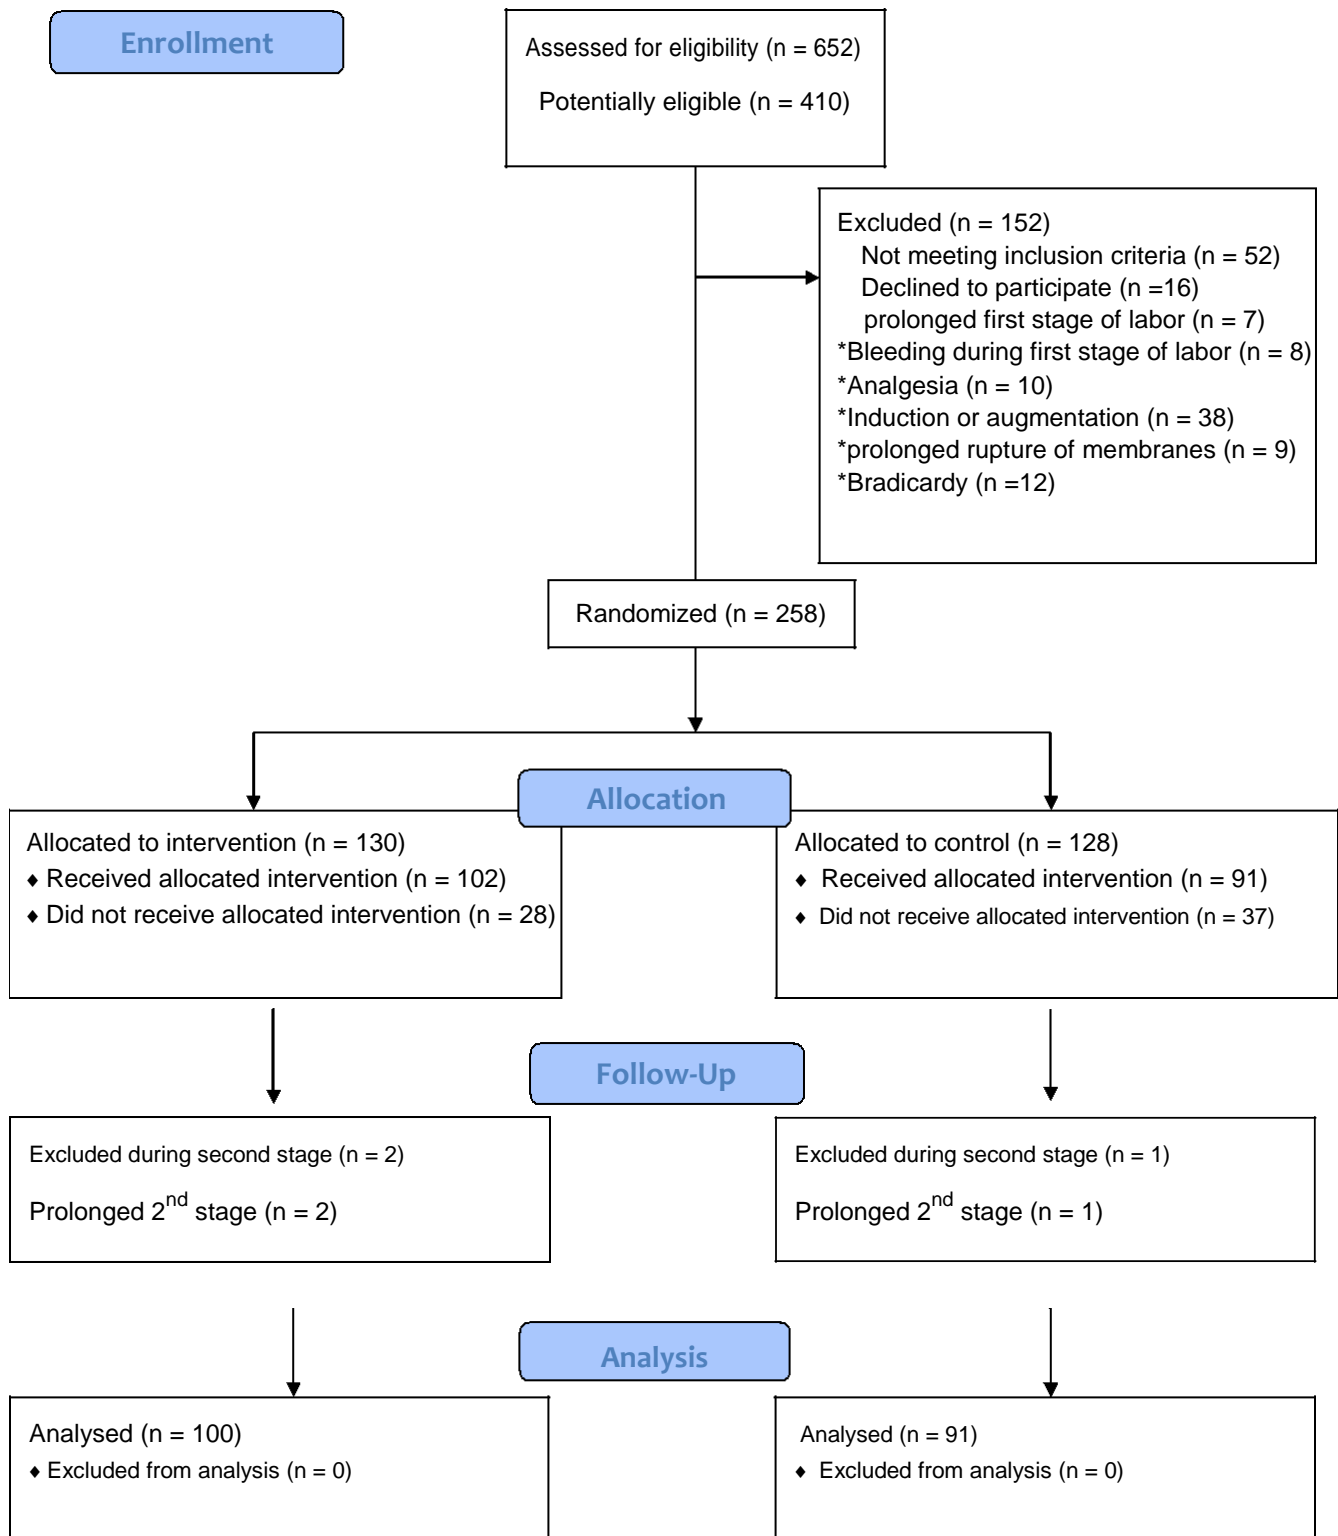 Enrollment
Assessed for eligibility (n = 652)
Potentially eligible (n = 410)
Excluded (n = 152)
Not meeting inclusion criteria (n = 52)
Declined to participate (n =16)
prolonged first stage of labor (n = 7)
*Bleeding during first stage of labor (n = 8)
*Analgesia (n = 10)
*Induction or augmentation (n = 38)
*prolonged rupture of membranes (n = 9)
*Bradicardy (n =12)
Randomized (n = 258)
Allocation
Allocated to intervention (n = 130)
♦ Received allocated intervention (n = 102)
♦ Did not receive allocated intervention (n = 28)
Allocated to control (n = 128)
♦ Received allocated intervention (n = 91)
♦ Did not receive allocated intervention (n = 37)
Follow-Up
Excluded during second stage (n = 2)
Prolonged 2nd stage (n = 2)
Excluded during second stage (n = 1)
Prolonged 2nd stage (n = 1)
Analysis
Analysed (n = 100)
♦ Excluded from analysis (n = 0)
Analysed (n = 91)
♦ Excluded from analysis (n = 0)